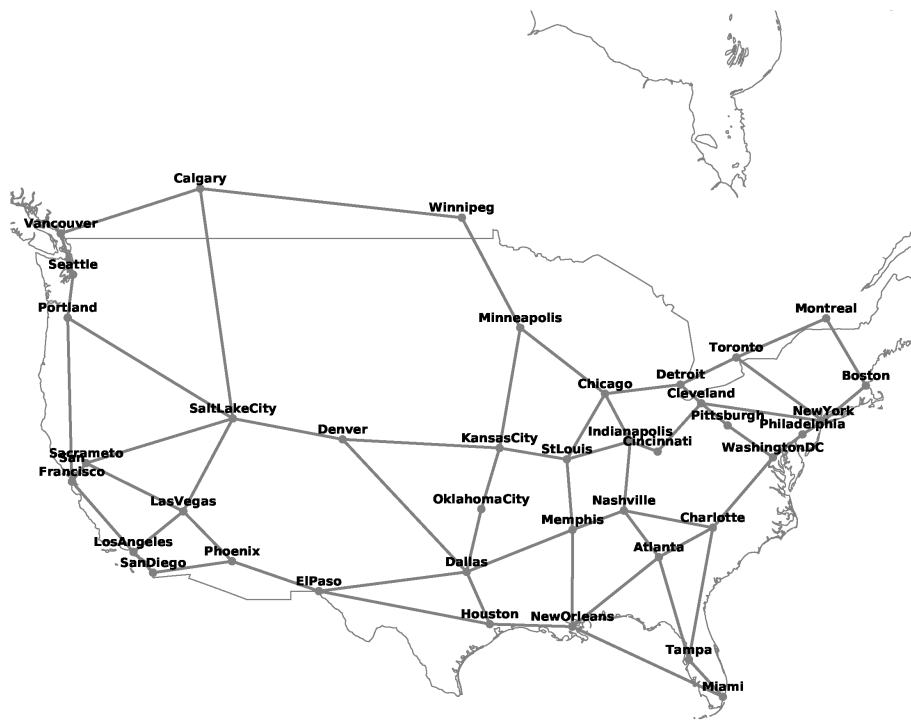 Calgary
Winnipeg
Vancouver
Seattle
Portland
Montreal
Minneapolis
Toronto
Detroit
Boston
Chicago
Cleveland
SaltLakeCity
Pittsburgh
NewYork
Philadelphia
Denver
Indianapolis
KansasCity
Cincinnati
StLouis
WashingtonDC
Sacrameto
San
Francisco
LasVegas
OklahomaCity
Nashville
Memphis
Charlotte
LosAngeles
Phoenix
Atlanta
SanDiego
Dallas
ElPaso
Houston
NewOrleans
Tampa
Miami